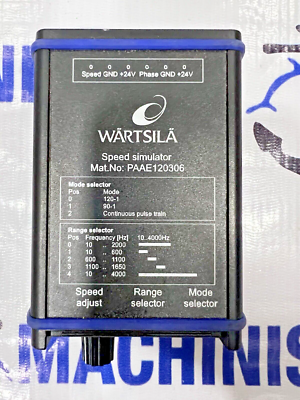 Speed GND +24V Phase GND +24V
WÄRTSILÄ
Speed simulator
Mat.No: PAAE120306
Mode selector
Pos Mode
0 120-1
1 90-1
2 Continuous pulse train
Range selector
Pos Frequency [Hz] 10..4000Hz
0 10 .. 2000
1 10 .. 600
2 600 .. 1100
3 1100 .. 1650
4 10 .. 4000
Speed adjust Range selector Mode selector
MACHINIS